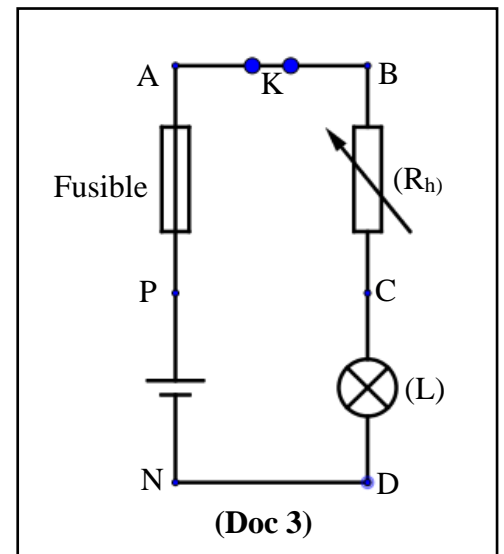 A K B
Fusible (Rh)
P C
(L)
N D
(Doc 3)